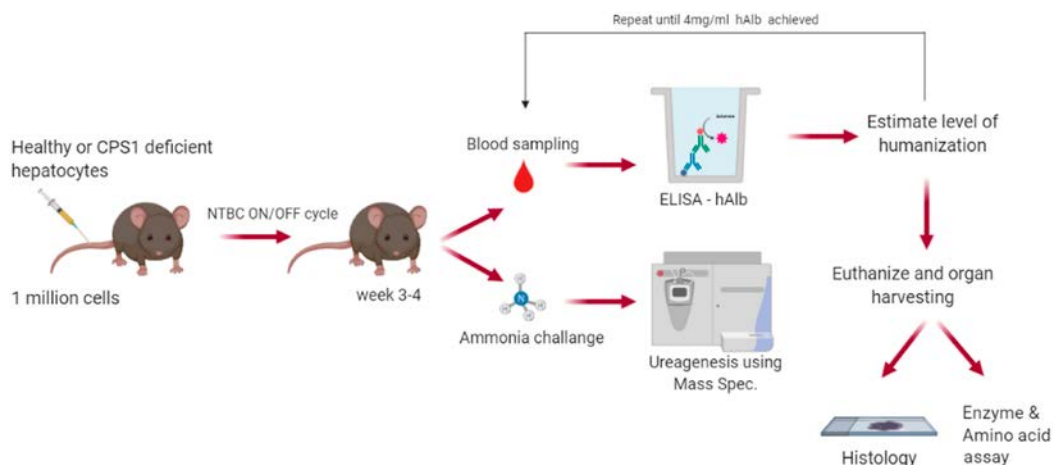 Repeat until 4mg/ml hAlb achieved
Healthy or CPS1 deficient
hepatocytes
1 million cells
NTBC ON/OFF cycle
week 3-4
Blood sampling
ELISA - hAlb
Estimate level of
humanization
N
H
H
H
H
Ammonia challange
Ureagenesis using
Mass Spec.
Euthanize and organ
harvesting
Histology
Enzyme &
Amino acid
assay